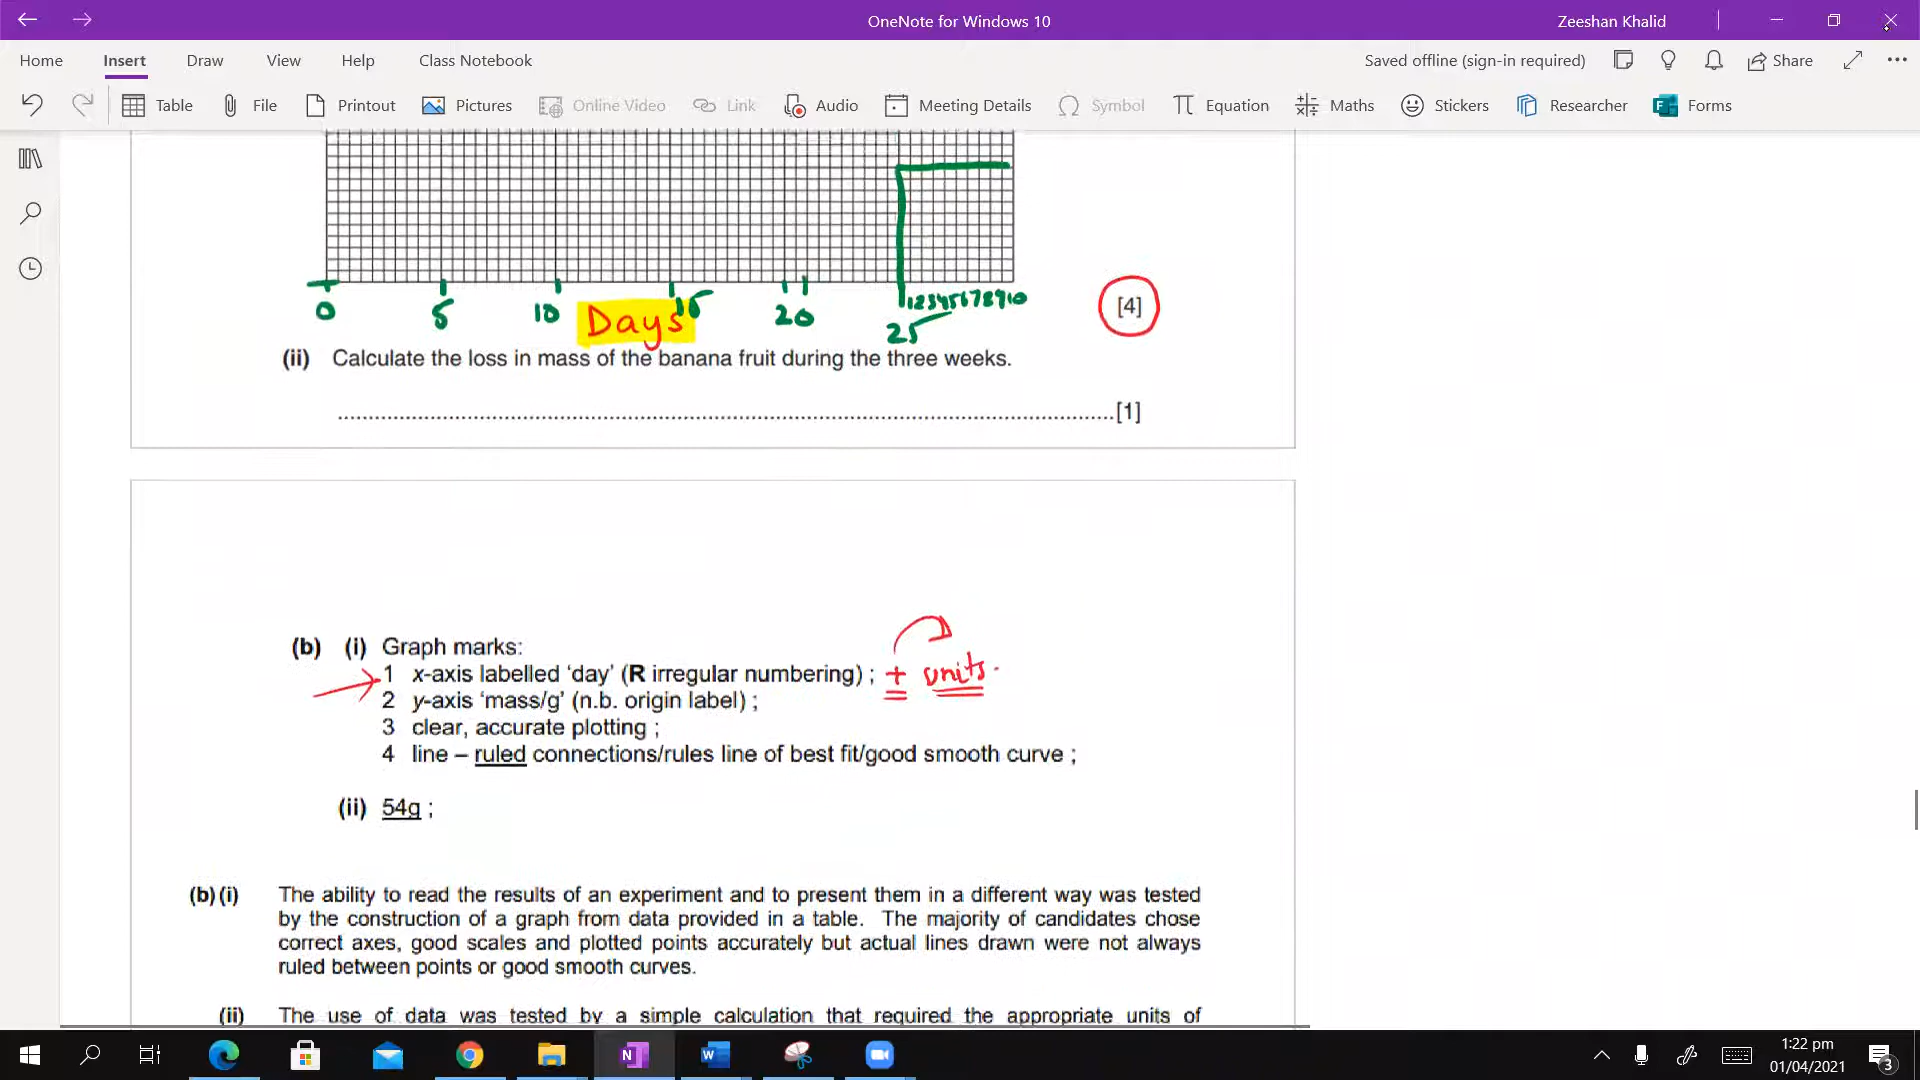 OneNote for Windows 10
Zeeshan Khalid
Home Insert Draw View Help Class Notebook
Saved offline (sign-in required) Share
Table File Printout Pictures Online Video Link Audio Meeting Details Symbol Equation Maths Stickers Researcher Forms
12345678910
0 5 10 Days 15 20 25
[4]
(ii) Calculate the loss in mass of the banana fruit during the three weeks.
[1]
(b) (i) Graph marks:
1 x-axis labelled ‘day’ (R irregular numbering) ; + units.
2 y-axis ‘mass/g’ (n.b. origin label) ;
3 clear, accurate plotting ;
4 line – ruled connections/rules line of best fit/good smooth curve ;
(ii) 54g ;
(b) (i) The ability to read the results of an experiment and to present them in a different way was tested
by the construction of a graph from data provided in a table. The majority of candidates chose
correct axes, good scales and plotted points accurately but actual lines drawn were not always
ruled between points or good smooth curves.
(ii) The use of data was tested by a simple calculation that required the appropriate units of
1:22 pm
01/04/2021
3